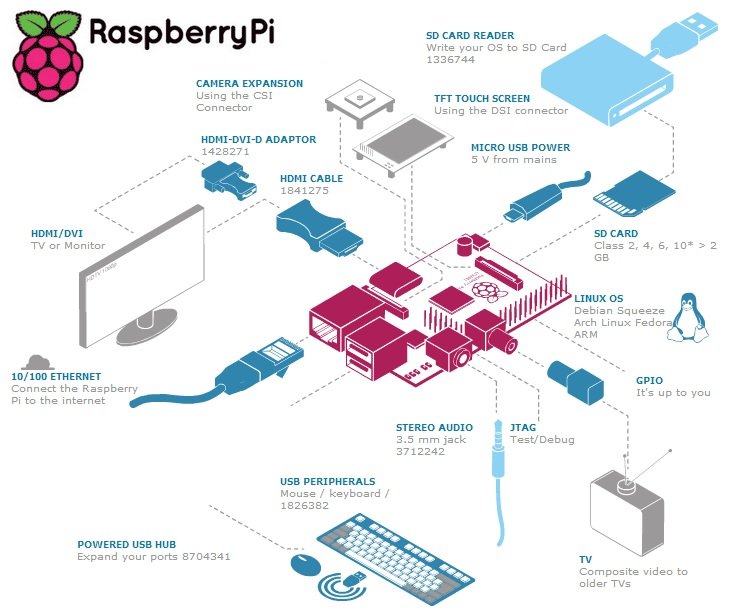 RaspberryPi
SD CARD READER
Write your OS to SD Card
1336744
CAMERA EXPANSION
Using the CSI
Connector
TFT TOUCH SCREEN
Using the DSI connector
HDMI-DVI-D ADAPTOR
1428271
MICRO USB POWER
5 V from mains
HDMI CABLE
1841275
HDMI/DVI
TV or Monitor
SD CARD
Class 2, 4, 6, 10* > 2
GB
HDTV 1080p
LINUX OS
Debian Squeeze
Arch Linux Fedora
ARM
10/100 ETHERNET
Connect the Raspberry
Pi to the internet
GPIO
It's up to you
STEREO AUDIO
3.5 mm jack
3712242
JTAG
Test/Debug
USB PERIPHERALS
Mouse / keyboard /
1826382
POWERED USB HUB
Expand your ports 8704341
TV
Composite video to
older TVs